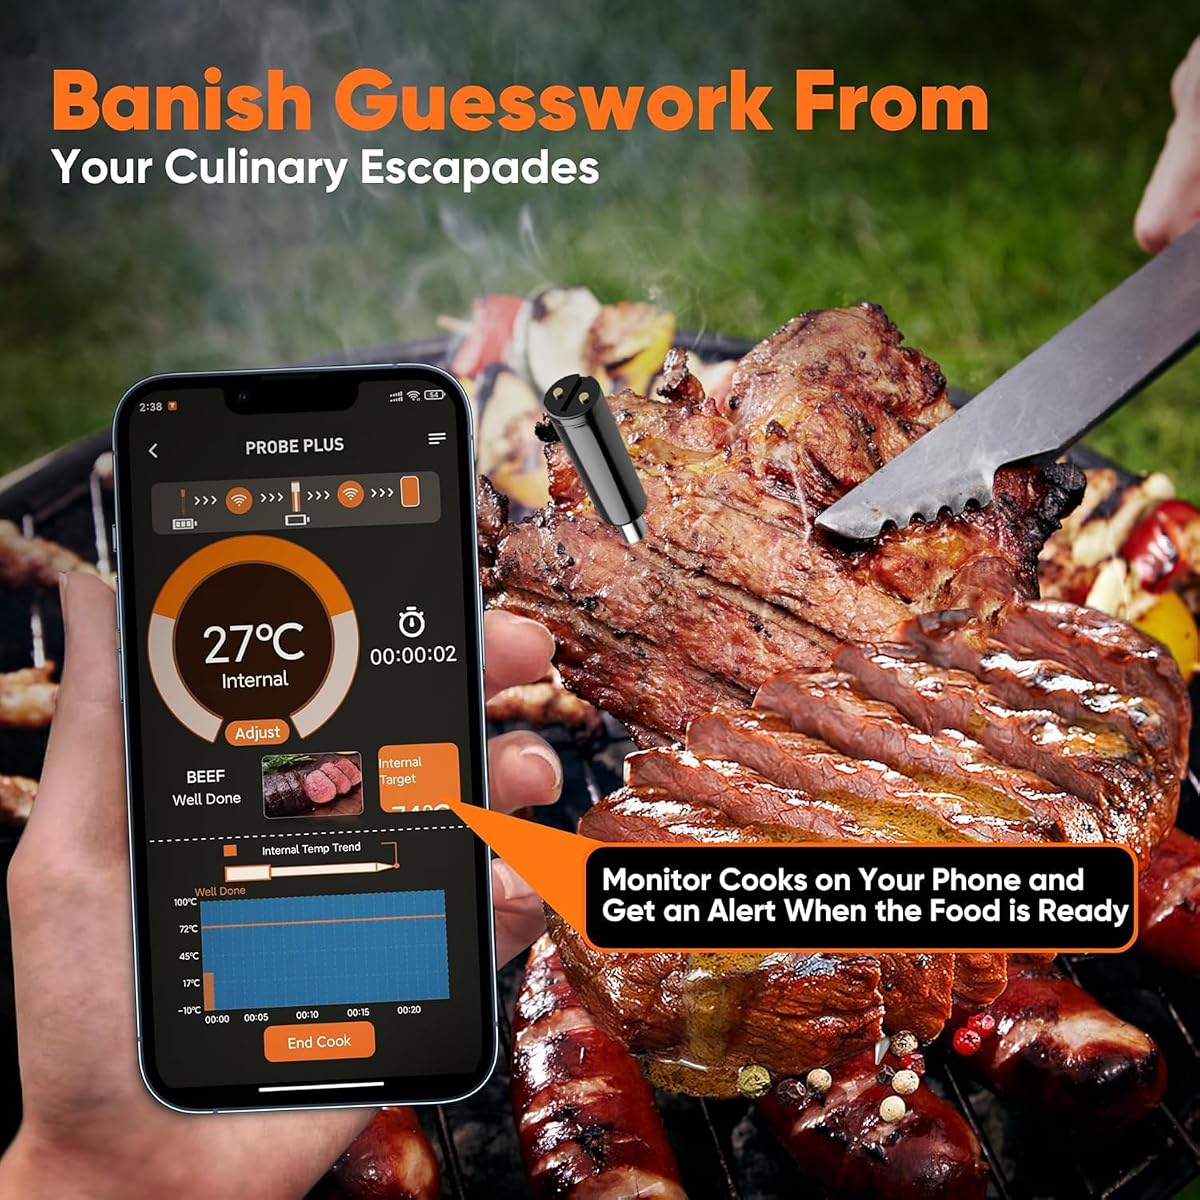 Banish Guesswork From
Your Culinary Escapades
2:38
54
PROBE PLUS
27°C
Internal
00:00:02
Adjust
BEEF
Well Done
Internal
Target
Internal Temp Trend
Well Done
100°C
72°C
45°C
17°C
-10°C
00:00 00:05 00:10 00:15 00:20
End Cook
Monitor Cooks on Your Phone and
Get an Alert When the Food is Ready